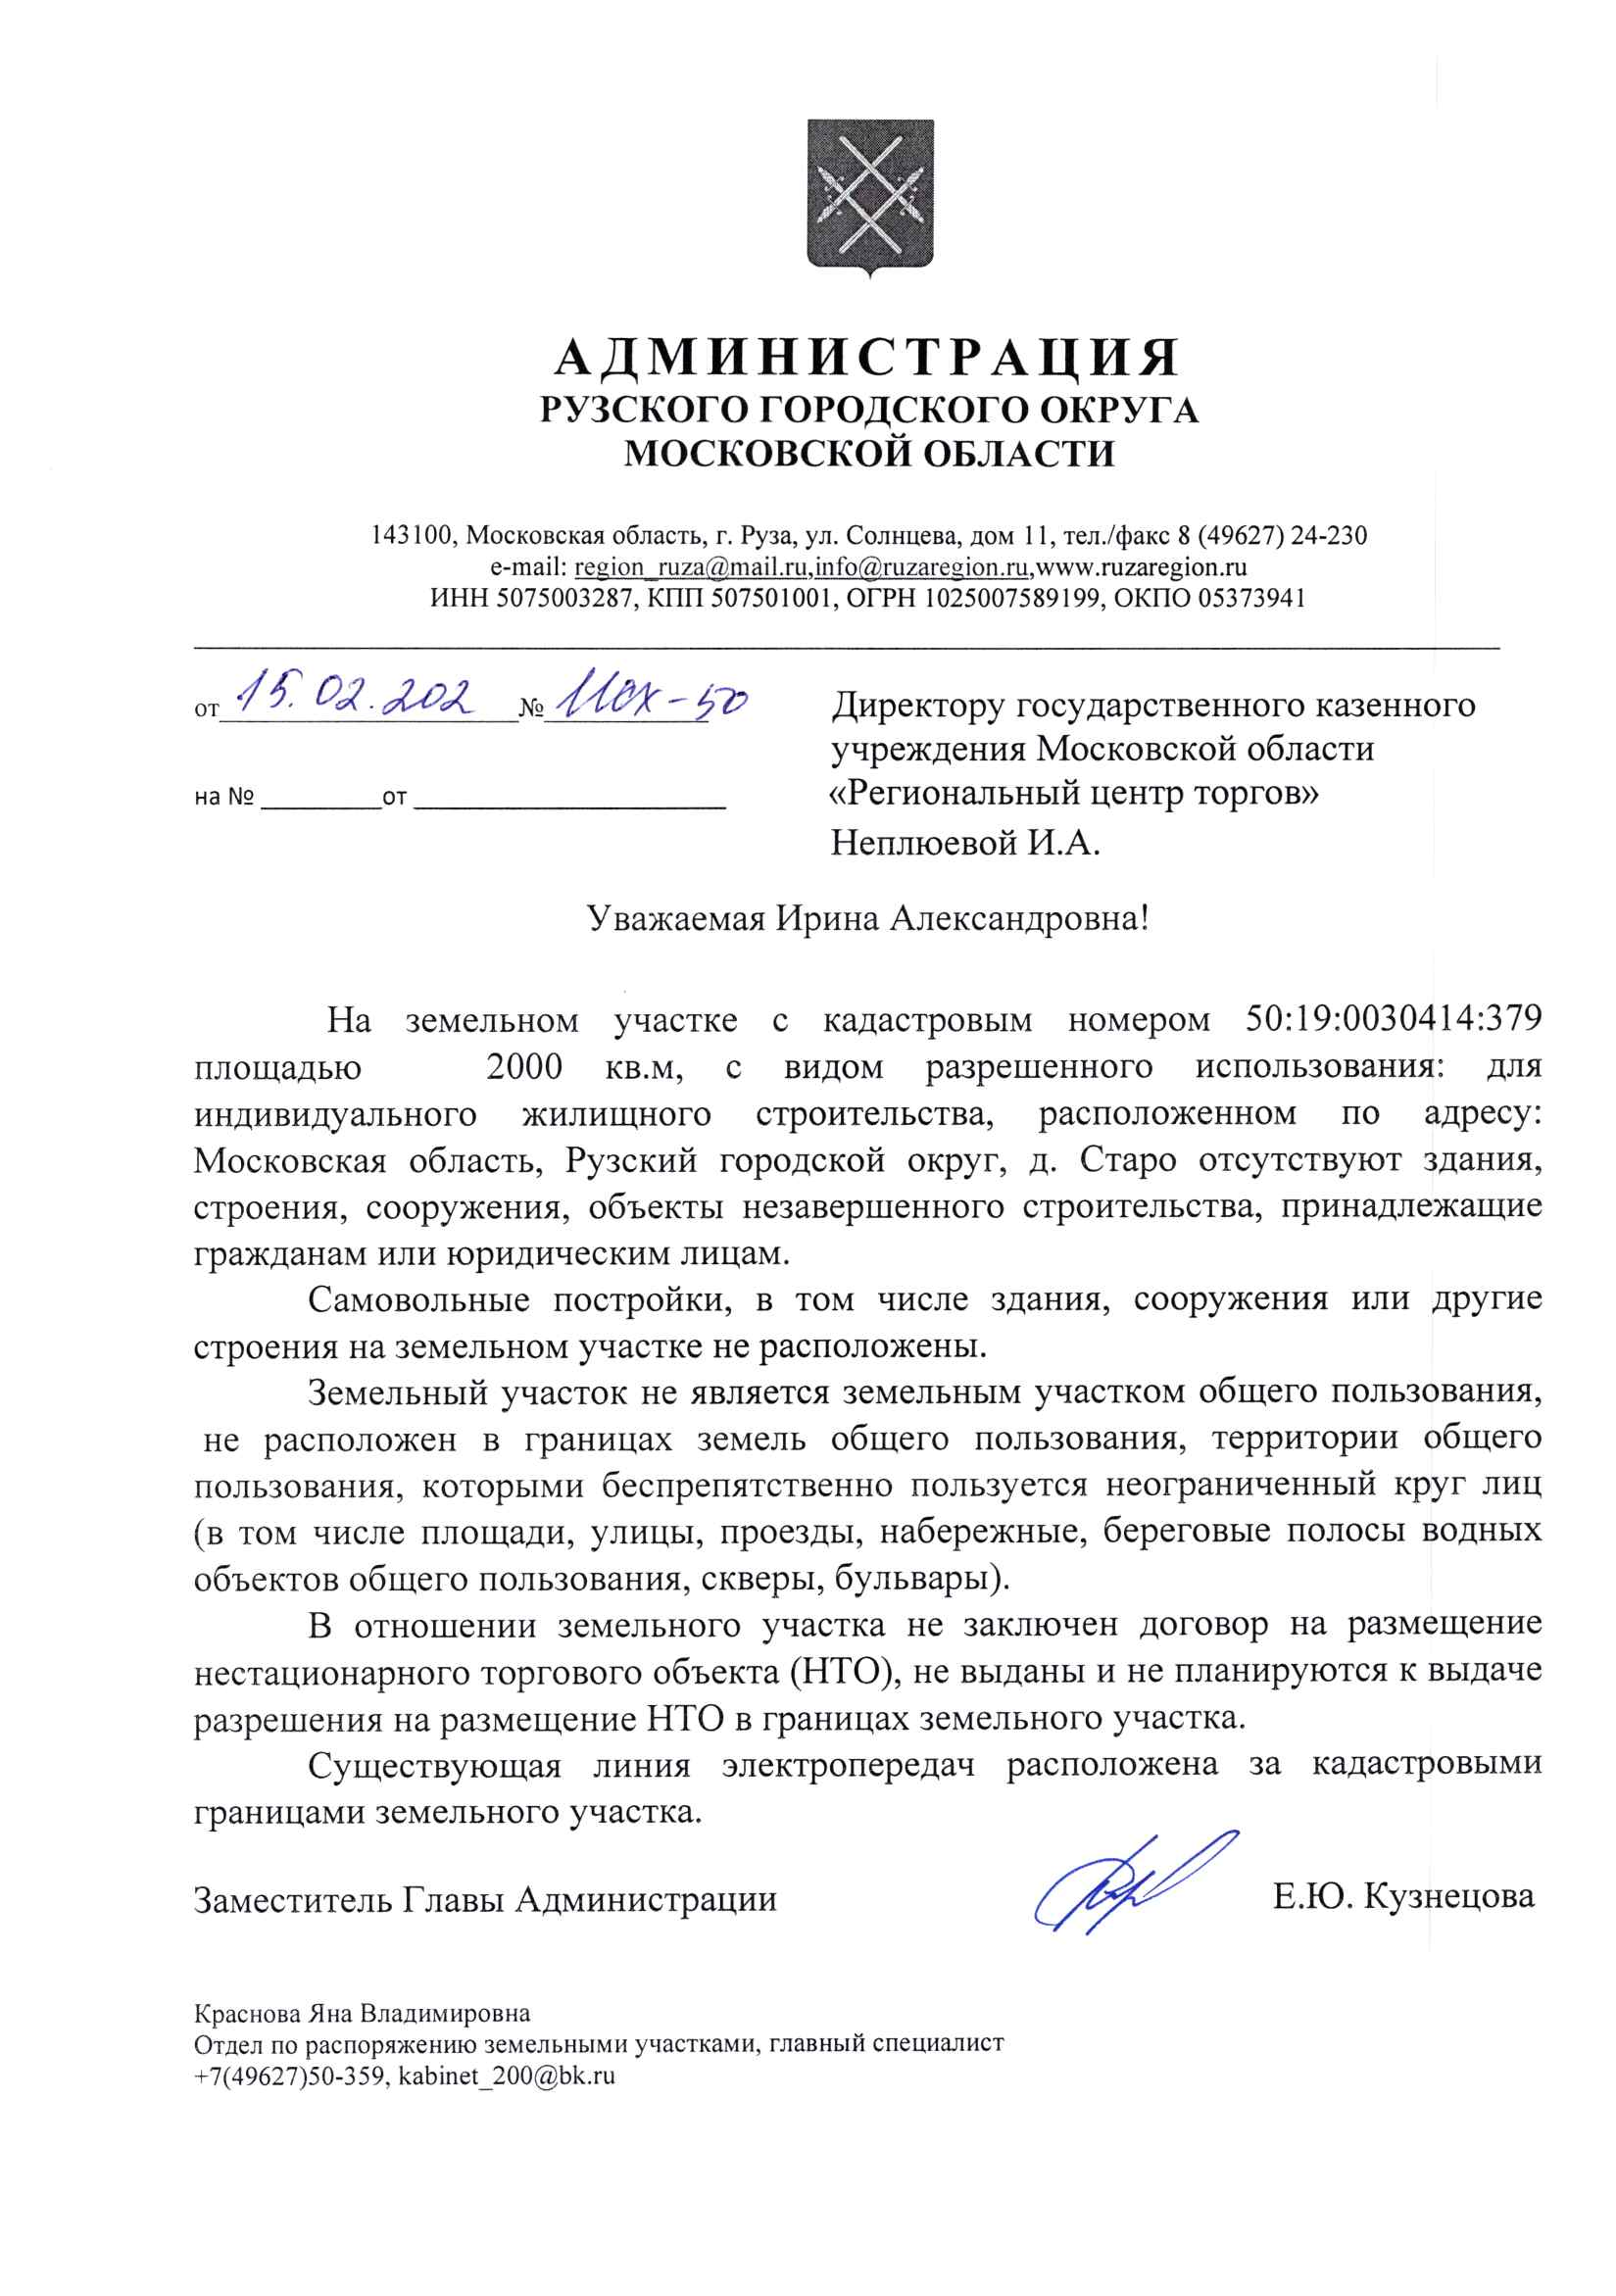 АДМИНИСТРАЦИЯ
РУЗСКОГО ГОРОДСКОГО ОКРУГА
МОСКОВСКОЙ ОБЛАСТИ
143100, Московская область, г. Руза, ул. Солнцева, дом 11, тел./факс 8 (49627) 24-230
e-mail: region_ruza@mail.ru,info@ruzaregion.ru,www.ruzaregion.ru
ИНН 5075003287, КПП 507501001, ОГРН 1025007589199, ОКПО 05373941
от 15.02.202 № -50
на № от
Директору государственного казенного
учреждения Московской области
«Региональный центр торгов»
Неплюевой И.А.
Уважаемая Ирина Александровна!
На земельном участке с кадастровым номером 50:19:0030414:379
площадью 2000 кв.м, с видом разрешенного использования: для
индивидуального жилищного строительства, расположенном по адресу:
Московская область, Рузский городской округ, д. Старо отсутствуют здания,
строения, сооружения, объекты незавершенного строительства, принадлежащие
гражданам или юридическим лицам.
Самовольные постройки, в том числе здания, сооружения или другие
строения на земельном участке не расположены.
Земельный участок не является земельным участком общего пользования,
не расположен в границах земель общего пользования, территории общего
пользования, которыми беспрепятственно пользуется неограниченный круг лиц
(в том числе площади, улицы, проезды, набережные, береговые полосы водных
объектов общего пользования, скверы, бульвары).
В отношении земельного участка не заключен договор на размещение
нестационарного торгового объекта (НТО), не выданы и не планируются к выдаче
разрешения на размещение НТО в границах земельного участка.
Существующая линия электропередач расположена за кадастровыми
границами земельного участка.
Заместитель Главы Администрации Е.Ю. Кузнецова
Краснова Яна Владимировна
Отдел по распоряжению земельными участками, главный специалист
+7(49627)50-359, kabinet_200@bk.ru